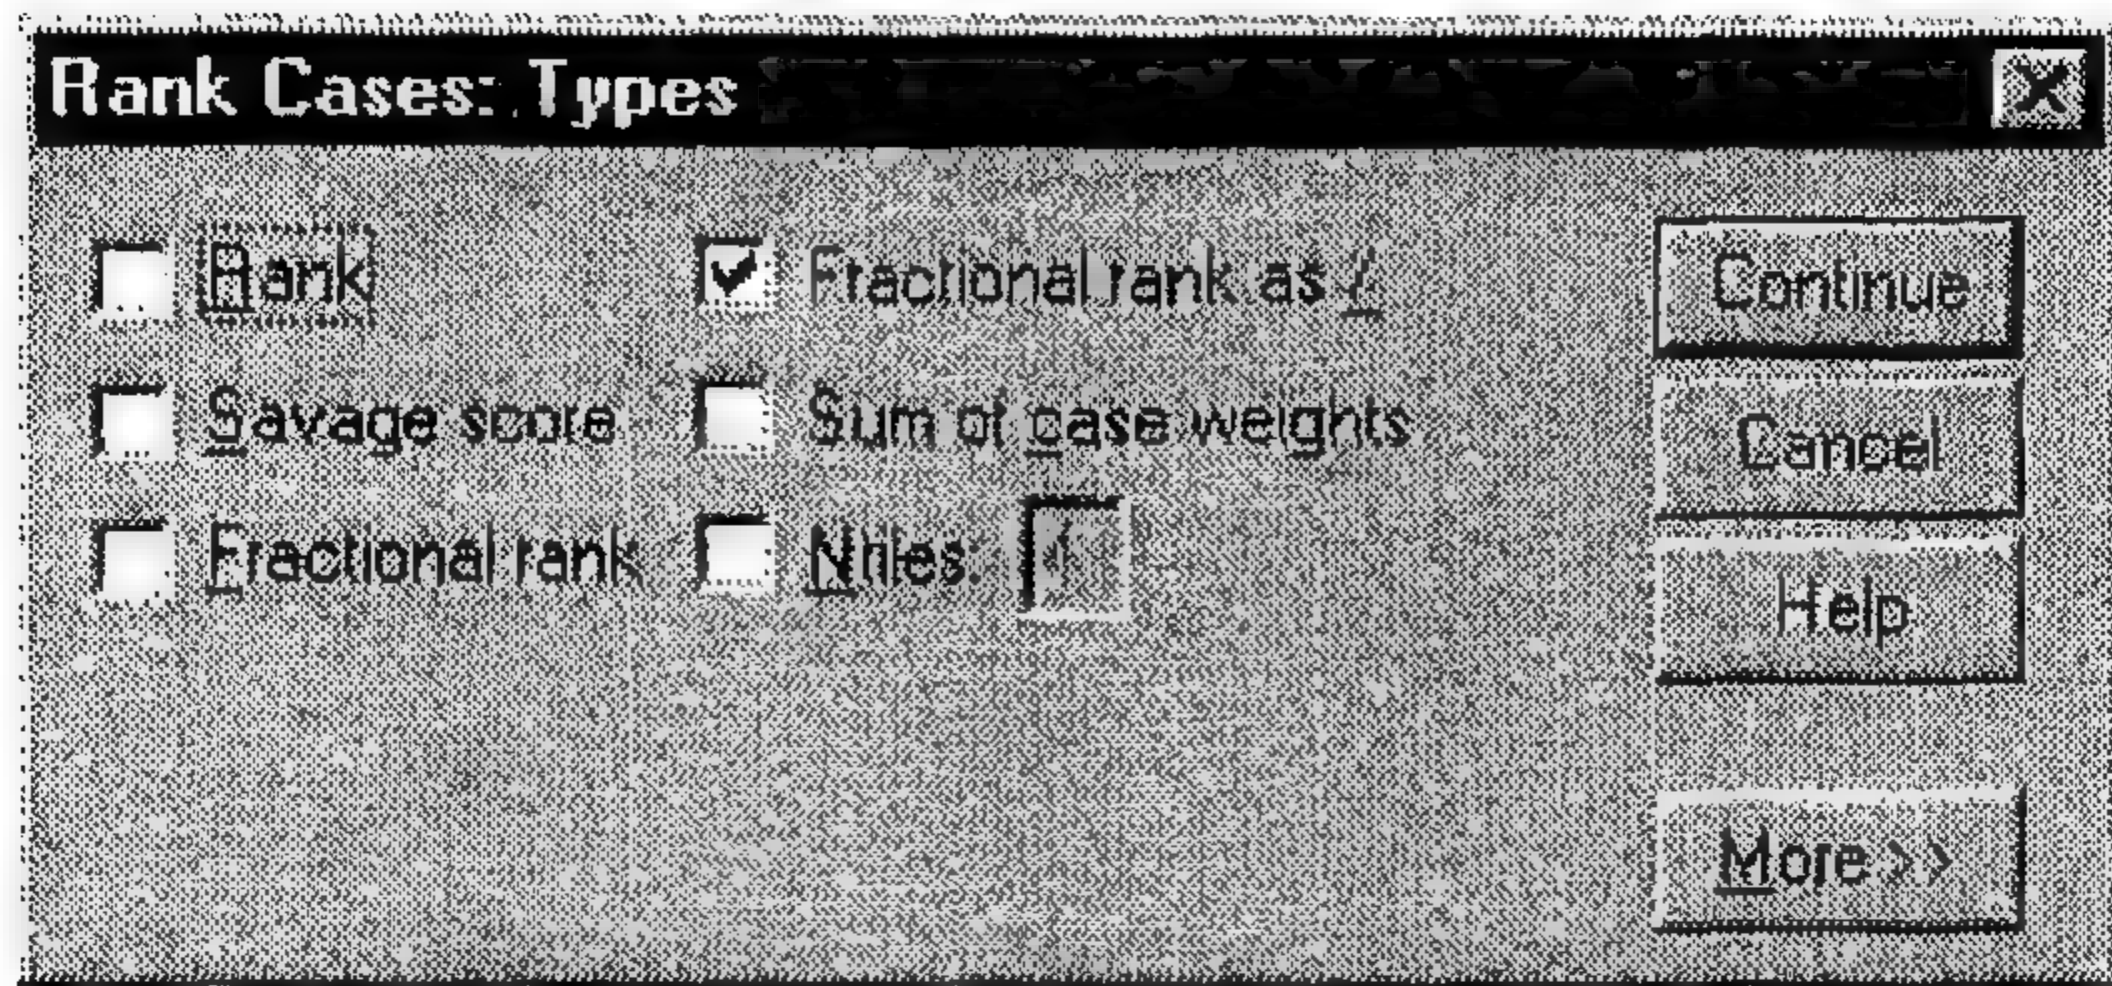 Rank Cases: Types
Rank
Fractional rank as %
Continue
Savage score
Sum of case weights
Cancel
Fractional rank
Ntiles: 4
Help
More >>